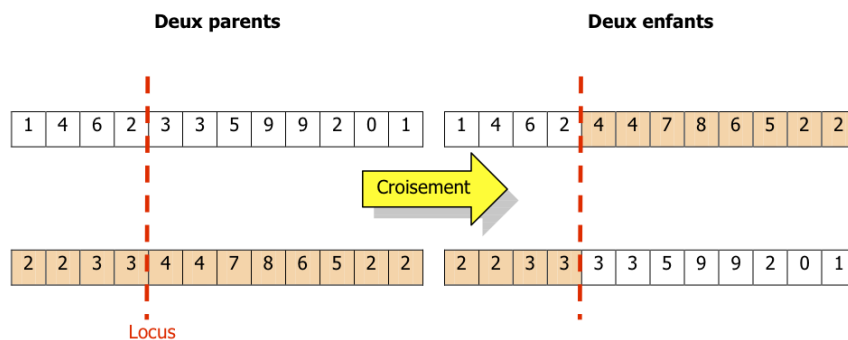 Deux parents
Deux enfants
1 4 6 2 3 3 5 9 9 2 0 1
1 4 6 2 4 4 7 8 6 5 2 2
Croisement
2 2 3 3 4 4 7 8 6 5 2 2
2 2 3 3 3 3 5 9 9 2 0 1
Locus